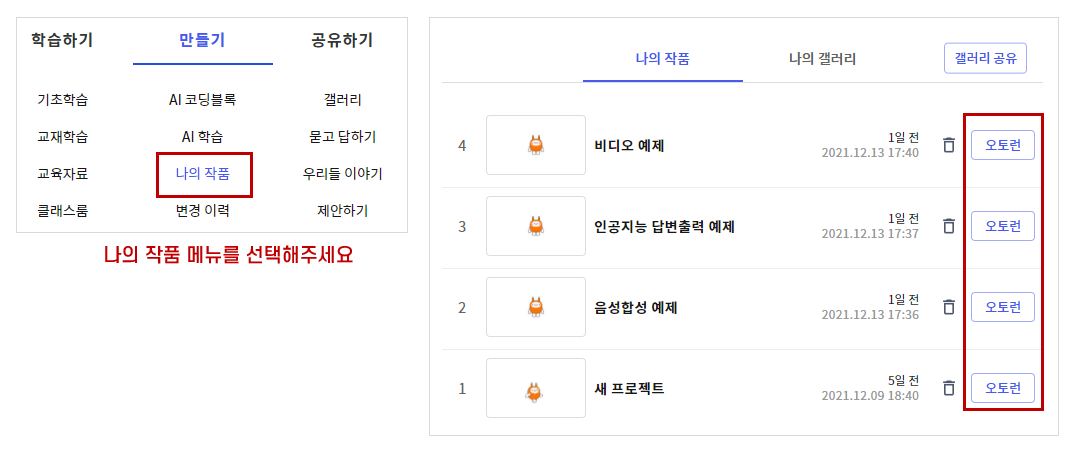 학습하기 만들기 공유하기
기초학습 AI 코딩블록 갤러리
교재학습 AI 학습 묻고 답하기
교육자료 나의 작품 우리들 이야기
클래스룸 변경 이력 제안하기
나의 작품 메뉴를 선택해주세요
나의 작품 나의 갤러리 갤러리 공유
4 비디오 예제 1일 전 오토런
2021.12.13 17:40
3 인공지능 답변출력 예제 1일 전 오토런
2021.12.13 17:37
2 음성합성 예제 1일 전 오토런
2021.12.13 17:36
1 새 프로젝트 5일 전 오토런
2021.12.09 18:40